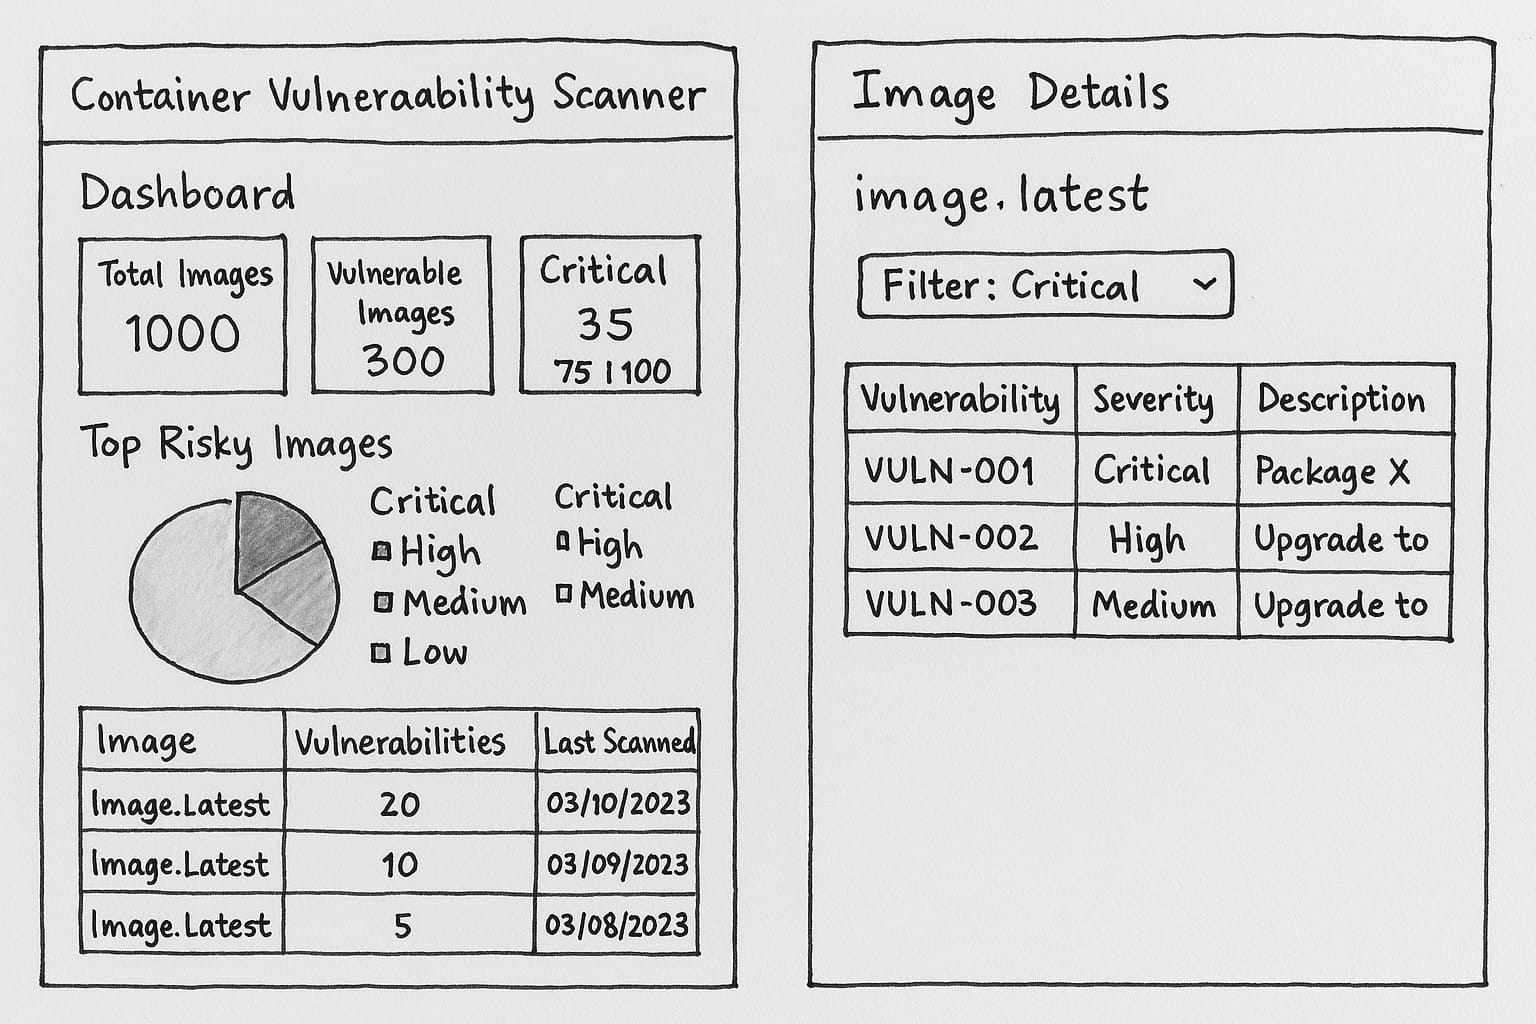 Container Vulneraability Scanner
Dashboard
Total Images
1000
Vulnerable
Images
300
Critical
35
75 | 100
Top Risky Images
Critical
High
Medium
Low
Critical
High
Medium
Image Vulnerabilities Last Scanned
Image.Latest 20 03/10/2023
Image.Latest 10 03/09/2023
Image.Latest 5 03/08/2023
Image Details
image.latest
Filter: Critical
Vulnerability Severity Description
VULN-001 Critical Package X
VULN-002 High Upgrade to
VULN-003 Medium Upgrade to